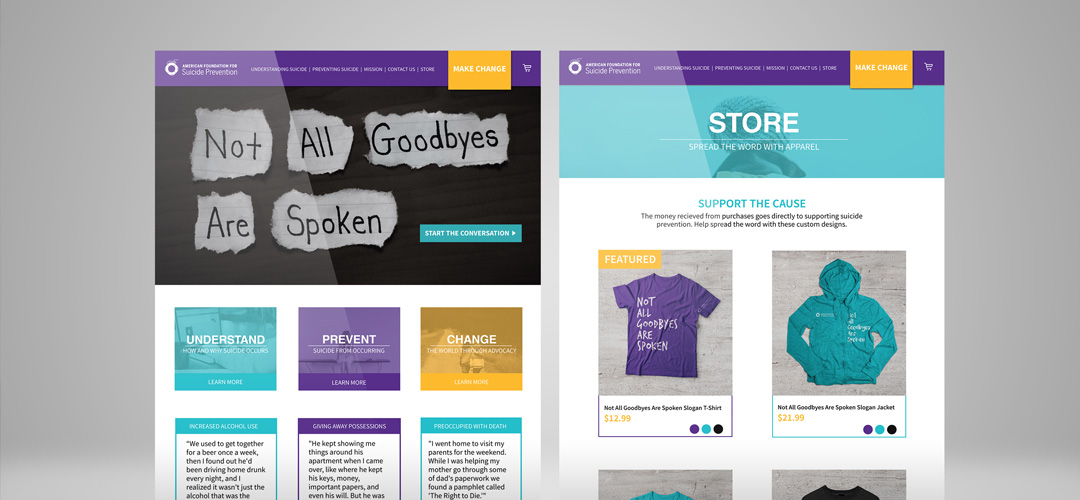 AMERICAN FOUNDATION FOR
Suicide Prevention
UNDERSTANDING SUICIDE | PREVENTING SUICIDE | MISSION | CONTACT US | STORE
MAKE CHANGE
Not All Goodbyes
Are Spoken
START THE CONVERSATION
UNDERSTAND
HOW AND WHY SUICIDE OCCURS
LEARN MORE
PREVENT
SUICIDE FROM OCCURRING
LEARN MORE
CHANGE
THE WORLD THROUGH ADVOCACY
LEARN MORE
INCREASED ALCOHOL USE
"We used to get together
for a beer once a week,
then I found out he'd
been driving home drunk
every night, and I
realized it wasn't just the
alcohol that was the
GIVING AWAY POSSESSIONS
"He kept showing me
things around his
apartment when I came
over, like where he kept
his keys, money,
important papers, and
even his will. But he was
PREOCCUPIED WITH DEATH
"I went home to visit my
parents for the weekend.
While I was helping my
mother go through some
of dad's paperwork we
found a pamphlet called
'The Right to Die.'"
AMERICAN FOUNDATION FOR
Suicide Prevention
UNDERSTANDING SUICIDE | PREVENTING SUICIDE | MISSION | CONTACT US | STORE
MAKE CHANGE
STORE
SPREAD THE WORD WITH APPAREL
SUPPORT THE CAUSE
The money recieved from purchases goes directly to supporting suicide
prevention. Help spread the word with these custom designs.
FEATURED
NOT
ALL
GOODBYES
ARE
SPOKEN
Not All Goodbyes Are Spoken Slogan T-Shirt
$12.99
Not
All
Goodbyes
Are
Spoken
Not All Goodbyes Are Spoken Slogan Jacket
$21.99